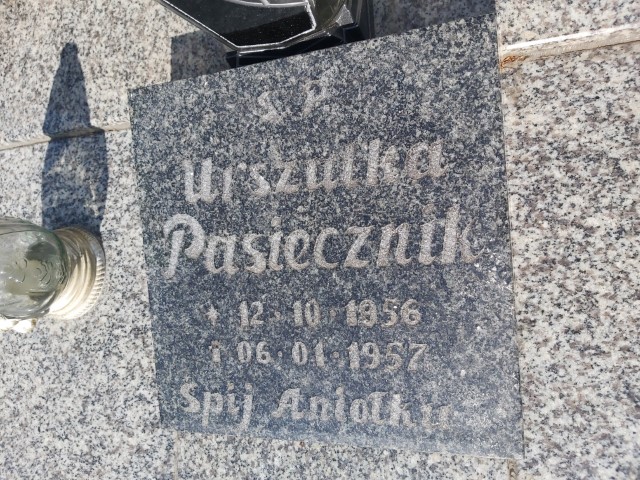 Ś P
Urszulka
Pasiecznik
* 12·10·1956
† 06·01·1957
Śpij Aniołku